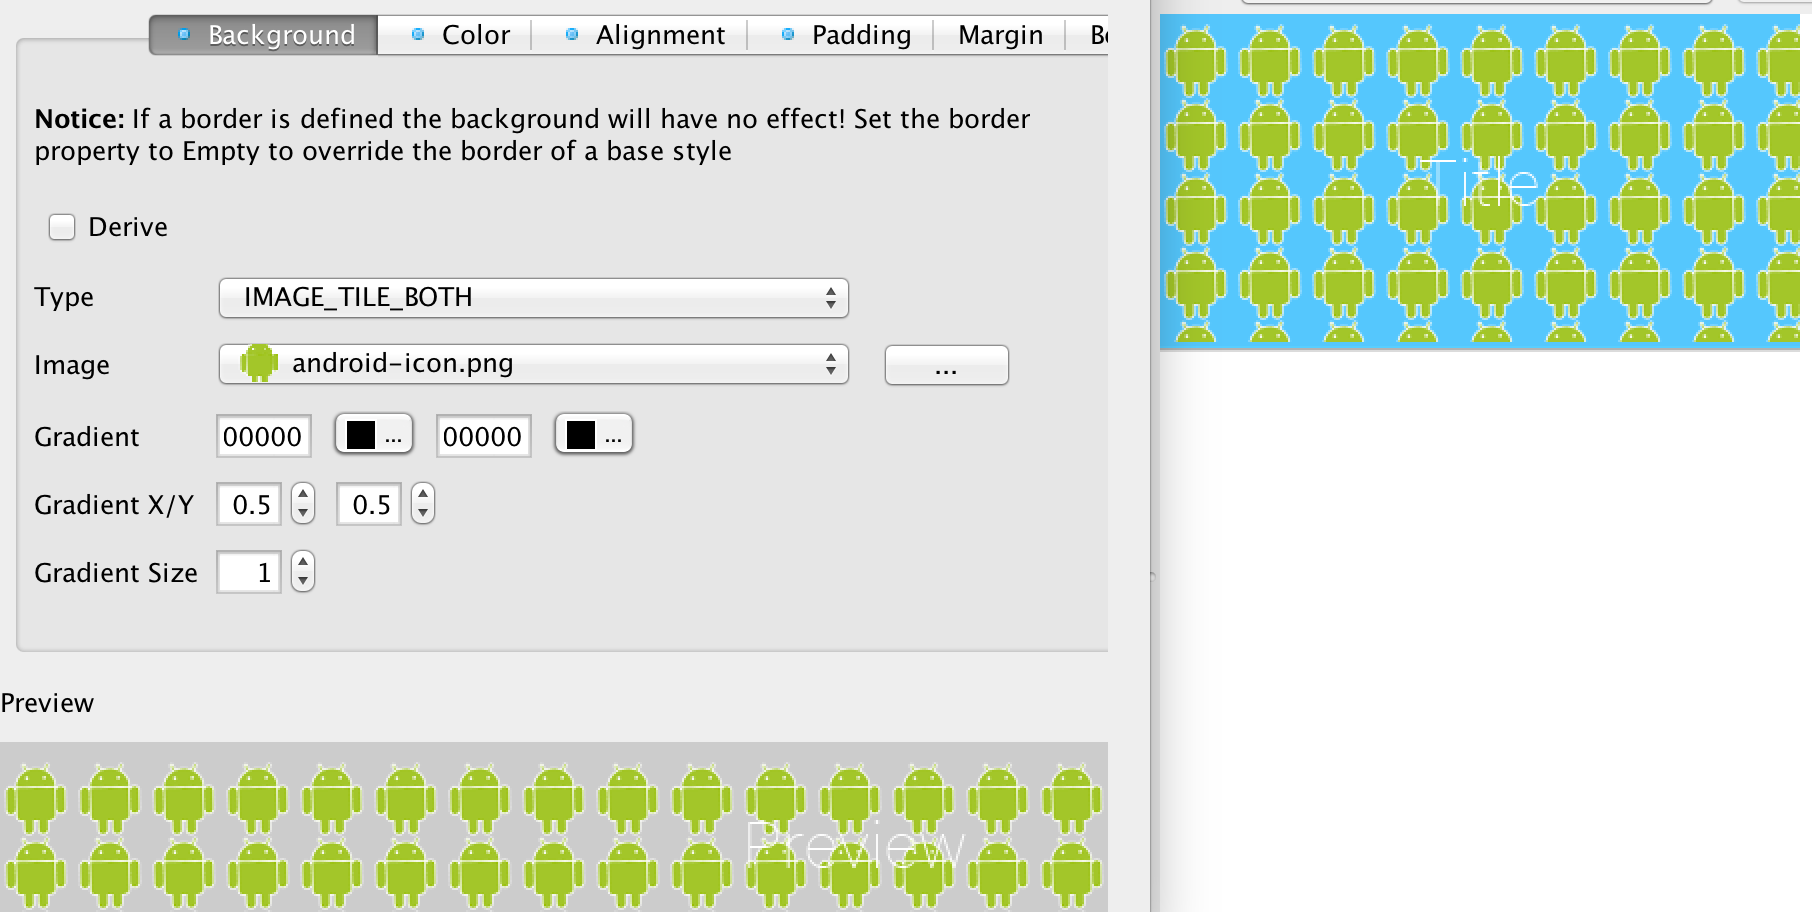 Background Color Alignment Padding Margin
Notice: If a border is defined the background will have no effect! Set the border
property to Empty to override the border of a base style
Derive
Type IMAGE_TILE_BOTH
Image android-icon.png ...
Gradient 00000 ... 00000 ...
Gradient X/Y 0.5 0.5
Gradient Size 1
Preview
Preview
Title